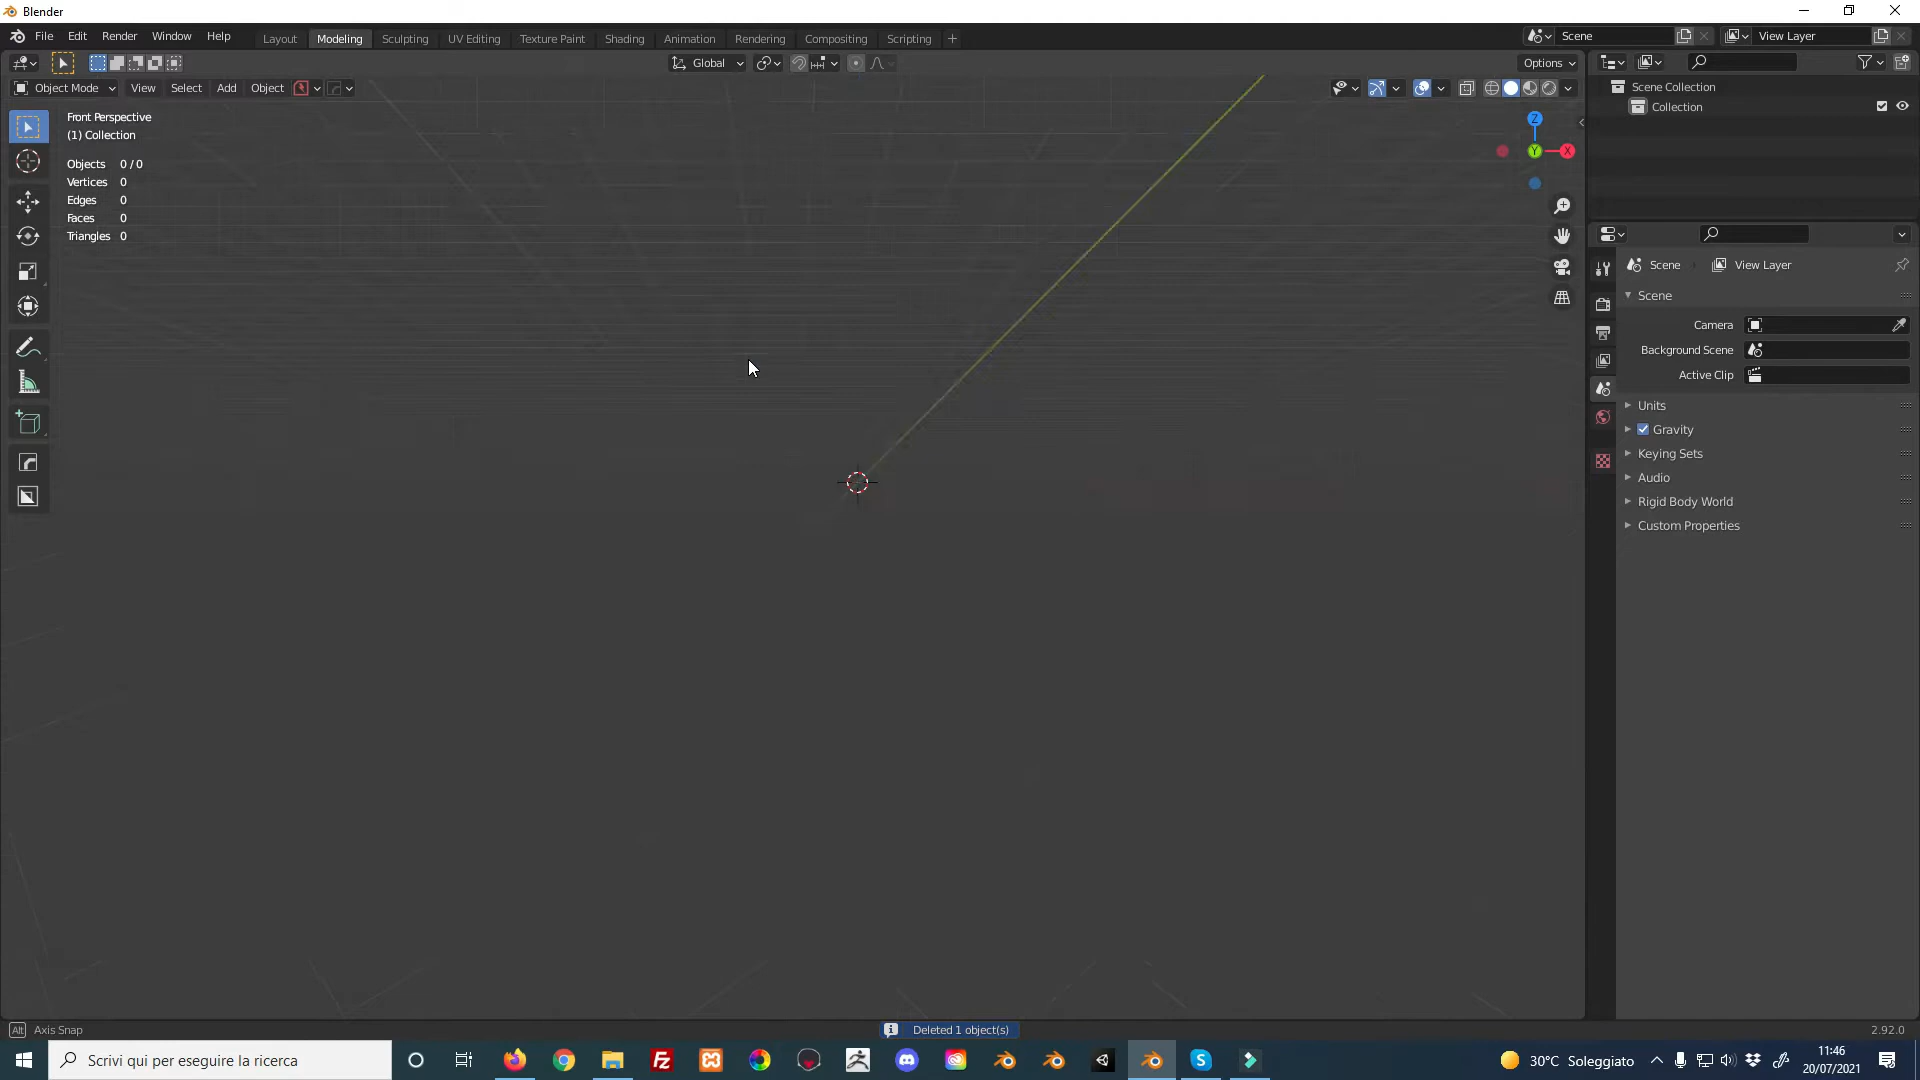 Blender
File Edit Render Window Help
Layout Modeling Sculpting UV Editing Texture Paint Shading Animation Rendering Compositing Scripting
Scene
View Layer
Global
Options
Object Mode View Select Add Object
Scene Collection
Collection
Front Perspective
(1) Collection
Objects 0 / 0
Vertices 0
Edges 0
Faces 0
Triangles 0
Z
Y
X
Scene View Layer
Scene
Camera
Background Scene
Active Clip
Units
Gravity
Keying Sets
Audio
Rigid Body World
Custom Properties
Alt Axis Snap
Deleted 1 object(s)
2.92.0
Scrivi qui per eseguire la ricerca
30°C Soleggiato
11:46
20/07/2021